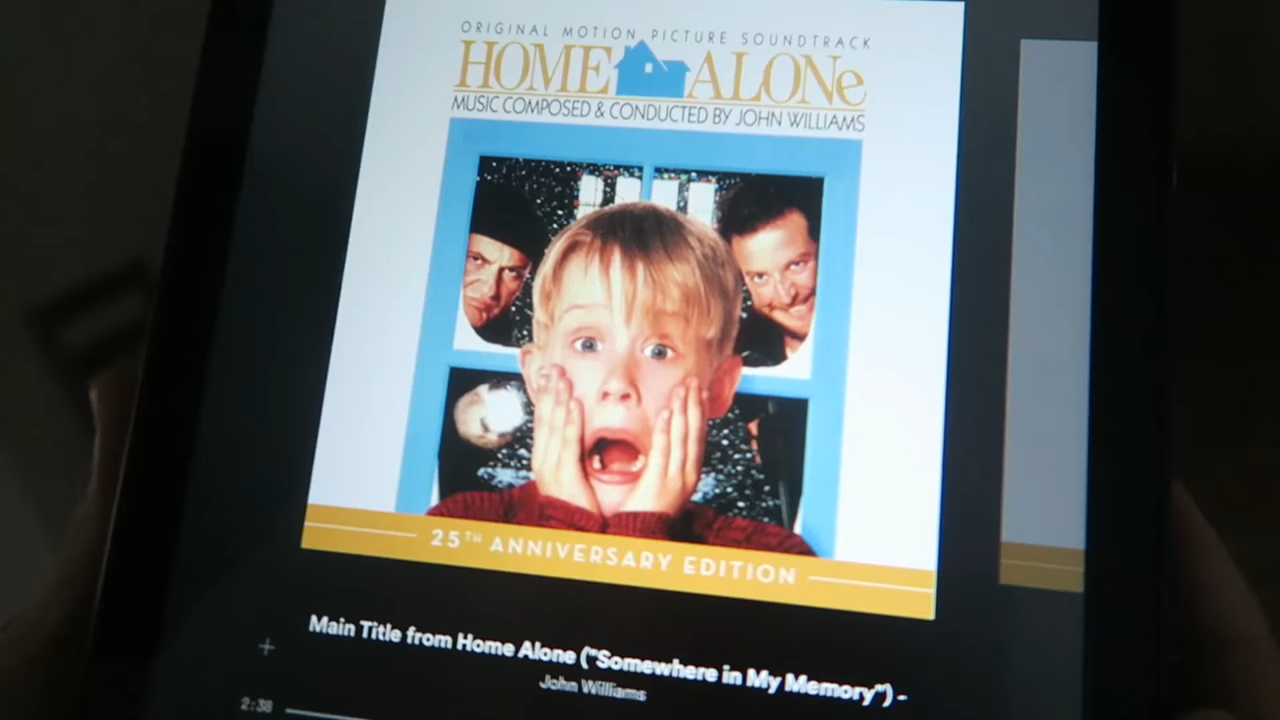 ORIGINAL MOTION PICTURE SOUNDTRACK
HOME ALONe
MUSIC COMPOSED & CONDUCTED BY JOHN WILLIAMS
25TH ANNIVERSARY EDITION
Main Title from Home Alone ("Somewhere in My Memory") -
John Williams
2:38